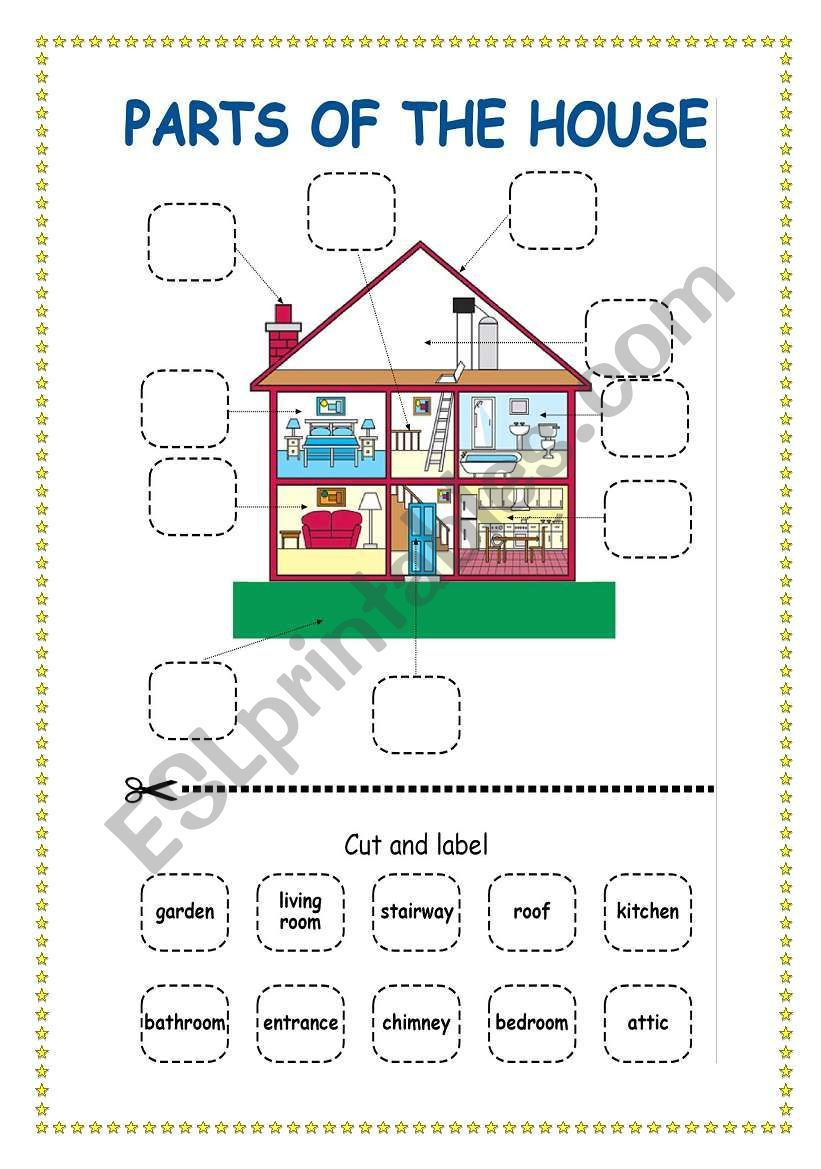 PARTS OF THE HOUSE
ESLprintables.com
Cut and label
garden
living
room
stairway
roof
kitchen
bathroom
entrance
chimney
bedroom
attic